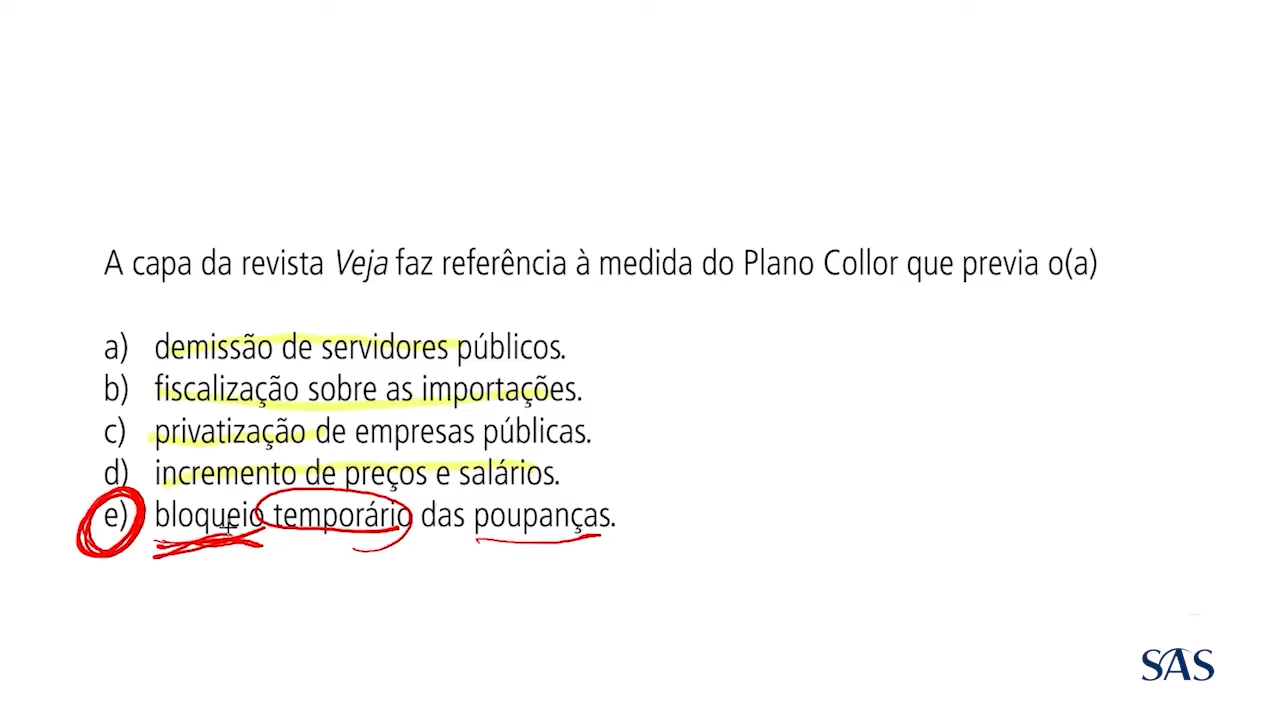 A capa da revista Veja faz referência à medida do Plano Collor que previa o(a)
a) demissão de servidores públicos.
b) fiscalização sobre as importações.
c) privatização de empresas públicas.
d) incremento de preços e salários.
e) bloqueio temporário das poupanças.
SAS